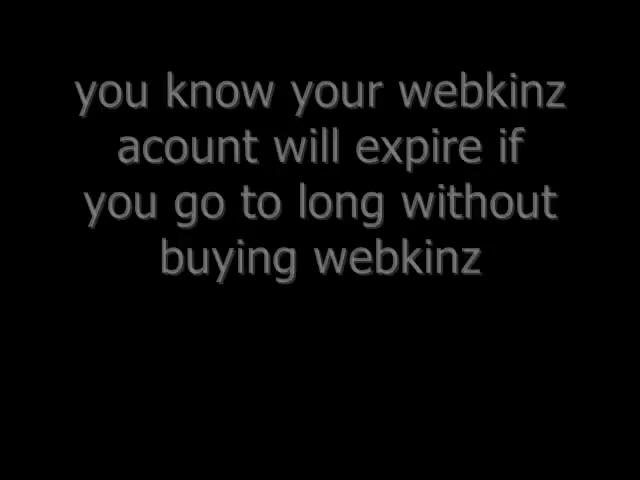 you know your webkinz
acount will expire if
you go to long without
buying webkinz